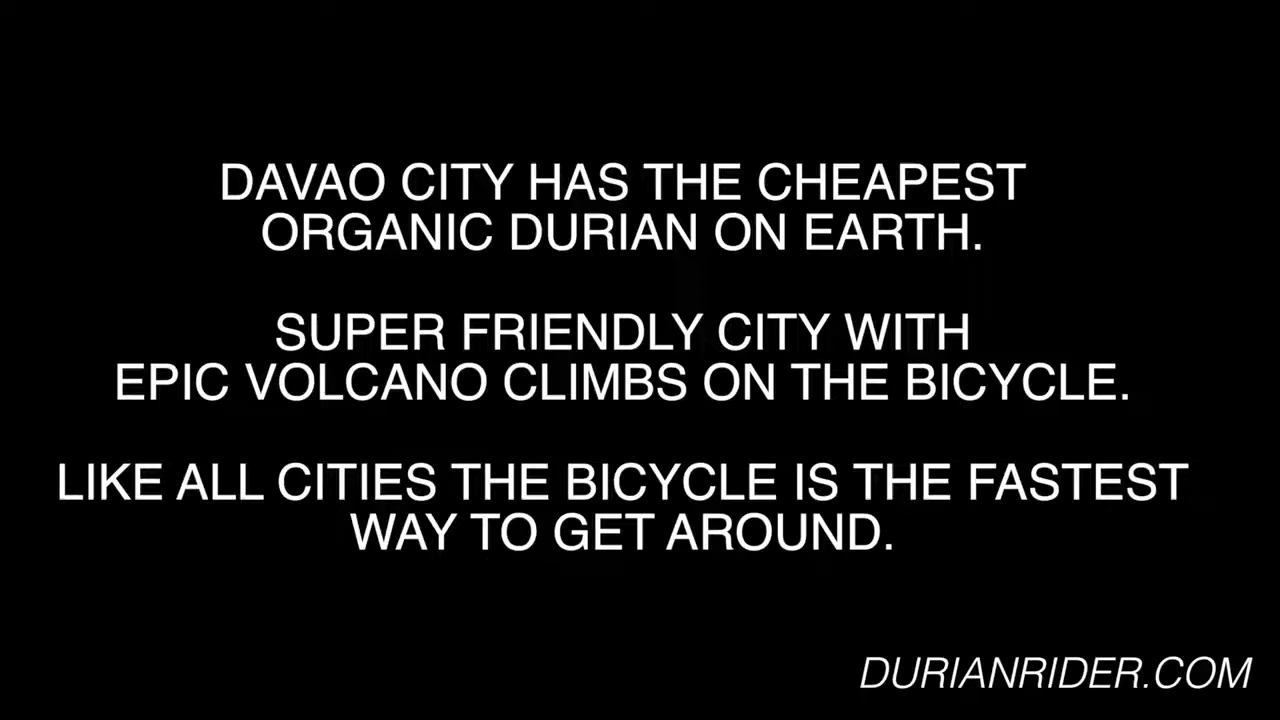 DAVAO CITY HAS THE CHEAPEST
ORGANIC DURIAN ON EARTH.
SUPER FRIENDLY CITY WITH
EPIC VOLCANO CLIMBS ON THE BICYCLE.
LIKE ALL CITIES THE BICYCLE IS THE FASTEST
WAY TO GET AROUND.
DURIANRIDER.COM